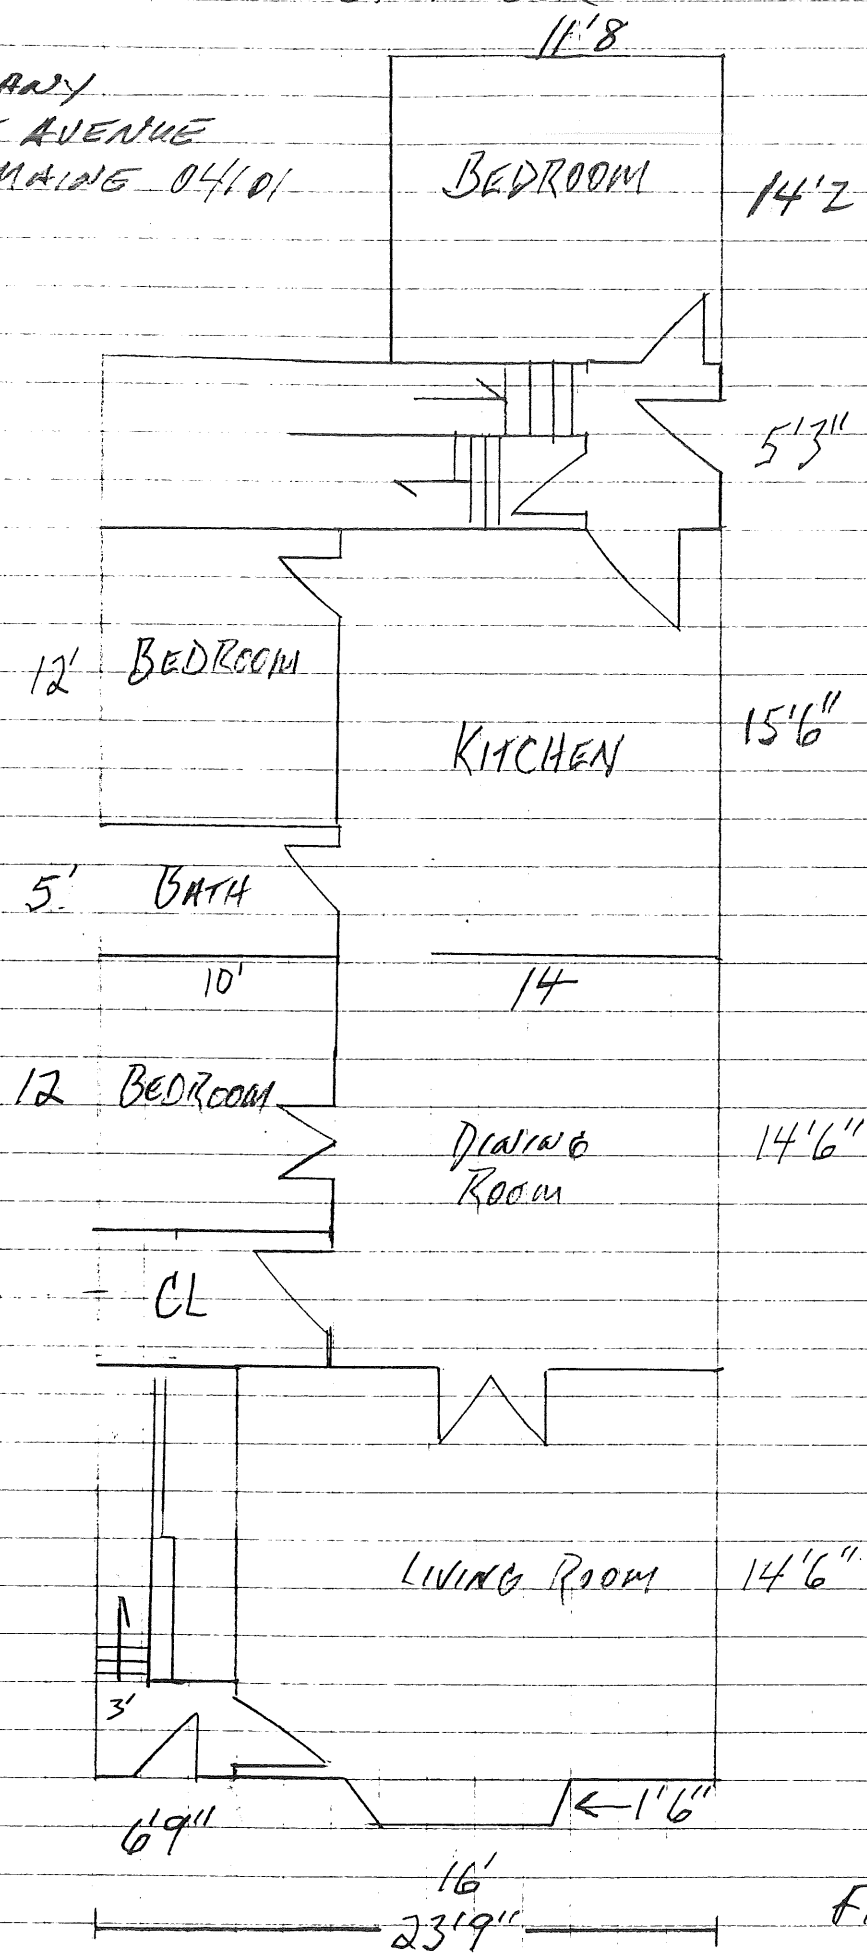 11'8
AVENUE
MAINE 04101
BEDROOM
14'2
5'3"
12'
BEDROOM
15'6"
KITCHEN
5'
BATH
10'
14
12
BEDROOM
DINING
ROOM
14'6"
CL
LIVING ROOM
14'6"
3'
1'6"
6'9"
16'
23'9"